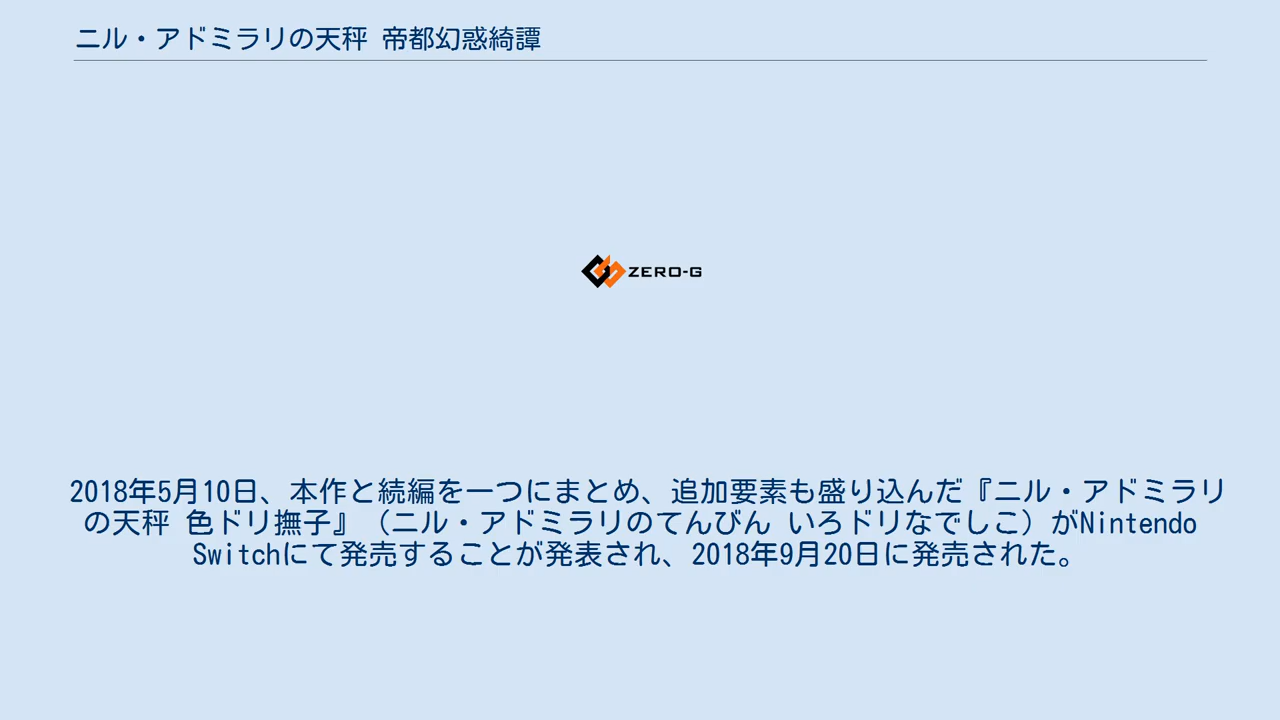 ニル・アドミラリの天秤 帝都幻惑綺譚
ZERO-G
2018年5月10日、本作と続編を一つにまとめ、追加要素も盛り込んだ『ニル・アドミラリ
の天秤 色ドリ撫子』（ニル・アドミラリのてんびん いろドリなでしこ）がNintendo
Switchにて発売することが発表され、2018年9月20日に発売された。